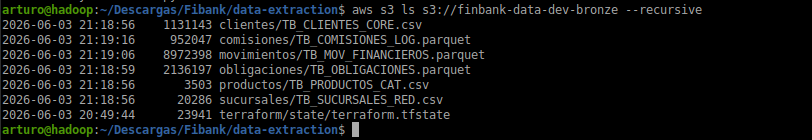 arturo@hadoop:~/Descargas/Fibank/data-extraction$ aws s3 ls s3://finbank-data-dev-bronze --recursive
2026-06-03 21:18:56    1131143 clientes/TB_CLIENTES_CORE.csv
2026-06-03 21:19:16     952047 comisiones/TB_COMISIONES_LOG.parquet
2026-06-03 21:19:06    8972398 movimientos/TB_MOV_FINANCIEROS.parquet
2026-06-03 21:18:59    2136197 obligaciones/TB_OBLIGACIONES.parquet
2026-06-03 21:18:56       3503 productos/TB_PRODUCTOS_CAT.csv
2026-06-03 21:18:56      20286 sucursales/TB_SUCURSALES_RED.csv
2026-06-03 20:49:44      23941 terraform/state/terraform.tfstate
arturo@hadoop:~/Descargas/Fibank/data-extraction$